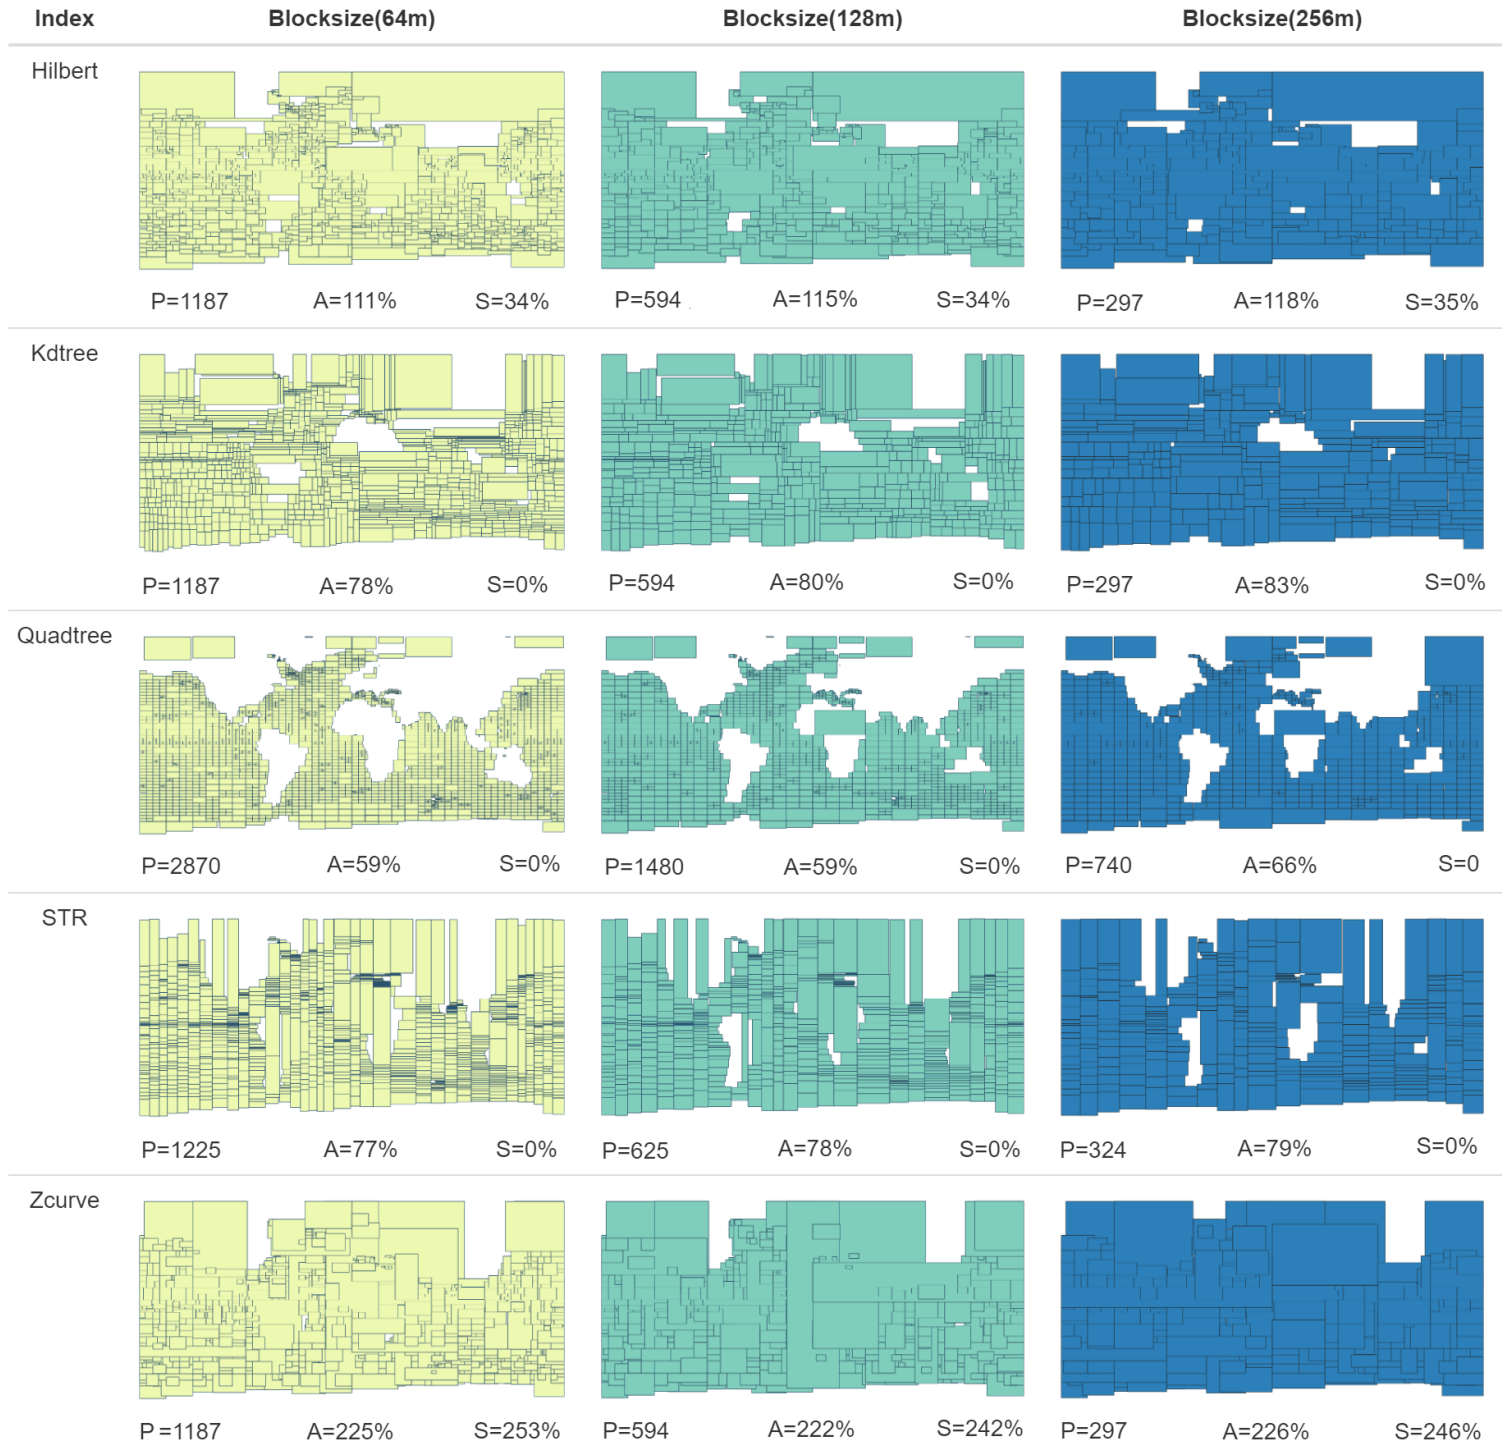 Index Blocksize(64m) Blocksize(128m) Blocksize(256m)
Hilbert
P=1187 A=111% S=34% P=594 A=115% S=34% P=297 A=118% S=35%
Kdtree
P=1187 A=78% S=0% P=594 A=80% S=0% P=297 A=83% S=0%
Quadtree
P=2870 A=59% S=0% P=1480 A=59% S=0% P=740 A=66% S=0
STR
P=1225 A=77% S=0% P=625 A=78% S=0% P=324 A=79% S=0%
Zcurve
P=1187 A=225% S=253% P=594 A=222% S=242% P=297 A=226% S=246%